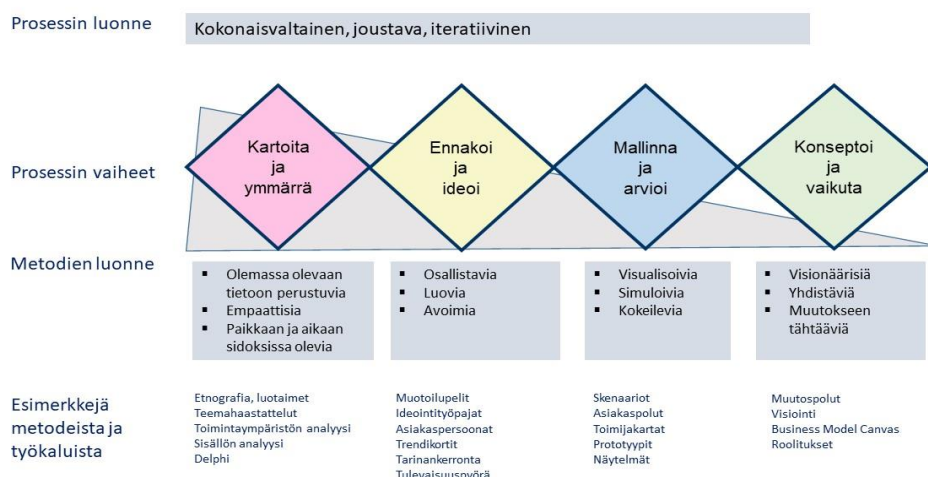 Prosessin luonne
Kokonaisvaltainen, joustava, iteratiivinen
Prosessin vaiheet
Kartoita
ja
ymmärrä
Ennakoi
ja
ideoi
Mallinna
ja
arvioi
Konseptoi
ja
vaikuta
Metodien luonne
▪ Olemassa olevaan
tietoon perustuvia
▪ Empaattisia
▪ Paikkaan ja aikaan
sidoksissa olevia
▪ Osallistavia
▪ Luovia
▪ Avoimia
▪ Visualisoivia
▪ Simuloivia
▪ Kokeilevia
▪ Visionäärisiä
▪ Yhdistäviä
▪ Muutokseen
tähtääviä
Esimerkkejä
metodeista ja
työkaluista
Etnografia, luotaimet
Teemahaastattelut
Toimintaympäristön analyysi
Sisällön analyysi
Delphi
Muotoilupelit
Ideointityöpajat
Asiakaspersoonat
Trendikortit
Tarinankerronta
Tulevaisuuspyörä
Skenaariot
Asiakaspolut
Toimijakartat
Prototyypit
Näytelmät
Muutospolut
Visiointi
Business Model Canvas
Roolitukset